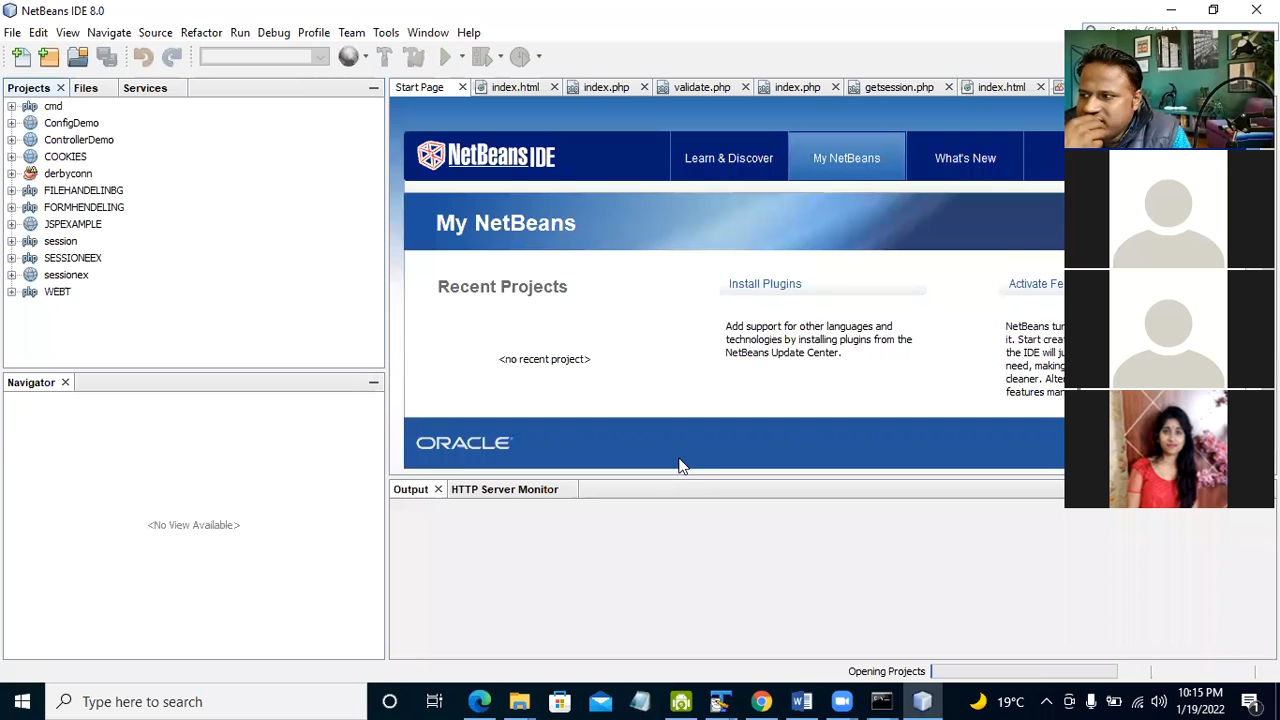 NetBeans IDE 8.0
File Edit View Navigate Source Refactor Run Debug Profile Team Tools Window Help
Projects Files Services
Start Page index.html index.php validate.php index.php getsession.php index.html
cmd
ConfigDemo
ControllerDemo
COOKIES
derbyconn
FILEHANDELINBG
FORMHENDELING
JSPEXAMPLE
session
SESSIONEEX
sessionex
WEBT
NetBeans IDE
Learn & Discover My NetBeans What's New
My NetBeans
Recent Projects
<no recent project>
Install Plugins
Add support for other languages and
technologies by installing plugins from the
NetBeans Update Center.
Activate Fe
NetBeans tur
it. Start crea
the IDE will ju
need, making
cleaner. Alte
features man
ORACLE
Navigator
<No View Available>
Output HTTP Server Monitor
Opening Projects
Type here to search
19°C
10:15 PM
1/19/2022
1